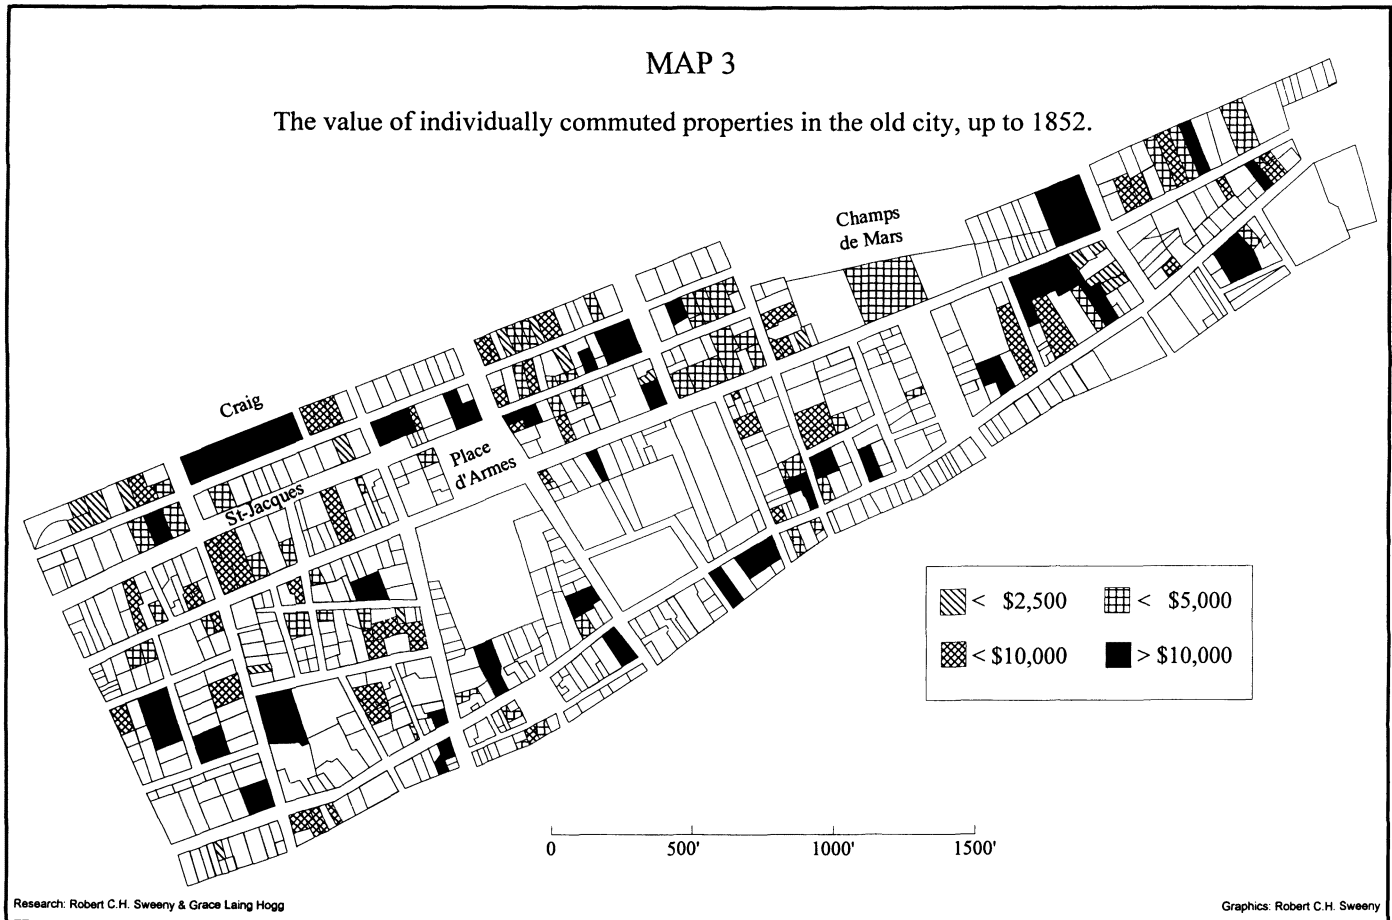 MAP 3
The value of individually commuted properties in the old city, up to 1852.
Champs
de Mars
Craig
Place
d'Armes
St-Jacques
< $2,500
< $5,000
< $10,000
> $10,000
0 500' 1000' 1500'
Research: Robert C.H. Sweeny & Grace Laing Hogg
Graphics: Robert C.H. Sweeny